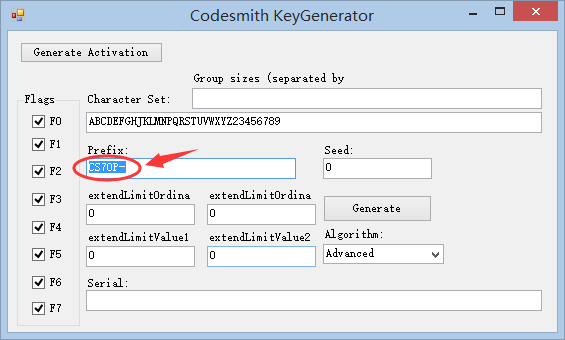 Codesmith KeyGenerator
Generate Activation
Group sizes (separated by
Flags
Character Set:
F0
ABCDEFGHJKLMNPQRSTUVWXYZ23456789
F1
Prefix:
Seed:
F2
CS70P-
0
F3
extendLimitOrdina
extendLimitOrdina
0
0
Generate
F4
extendLimitValue1
extendLimitValue2
Algorithm:
F5
0
0
Advanced
F6
Serial:
F7